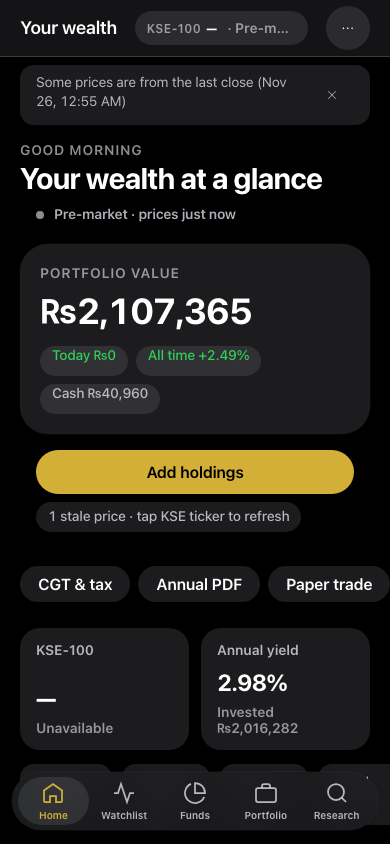 Your wealth
KSE-100 — · Pre-m...
...
Some prices are from the last close (Nov
26, 12:55 AM)
GOOD MORNING
Your wealth at a glance
Pre-market · prices just now
PORTFOLIO VALUE
₨2,107,365
Today ₨0
All time +2.49%
Cash ₨40,960
Add holdings
1 stale price · tap KSE ticker to refresh
CGT & tax
Annual PDF
Paper trade
KSE-100
—
Unavailable
Annual yield
2.98%
Invested
₨2,016,282
Home
Watchlist
Funds
Portfolio
Research